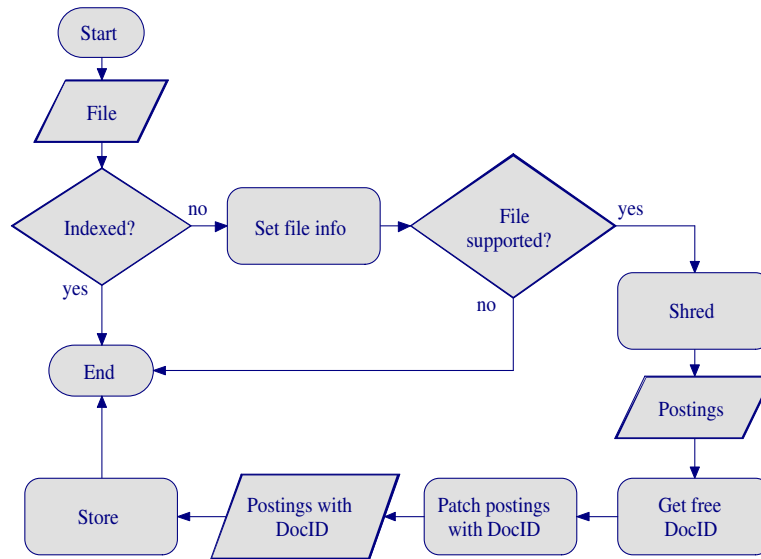 Start
File
Indexed?
no
Set file info
File
supported?
yes
yes
no
Shred
End
Postings
Store
Postings with
DocID
Patch postings
with DocID
Get free
DocID